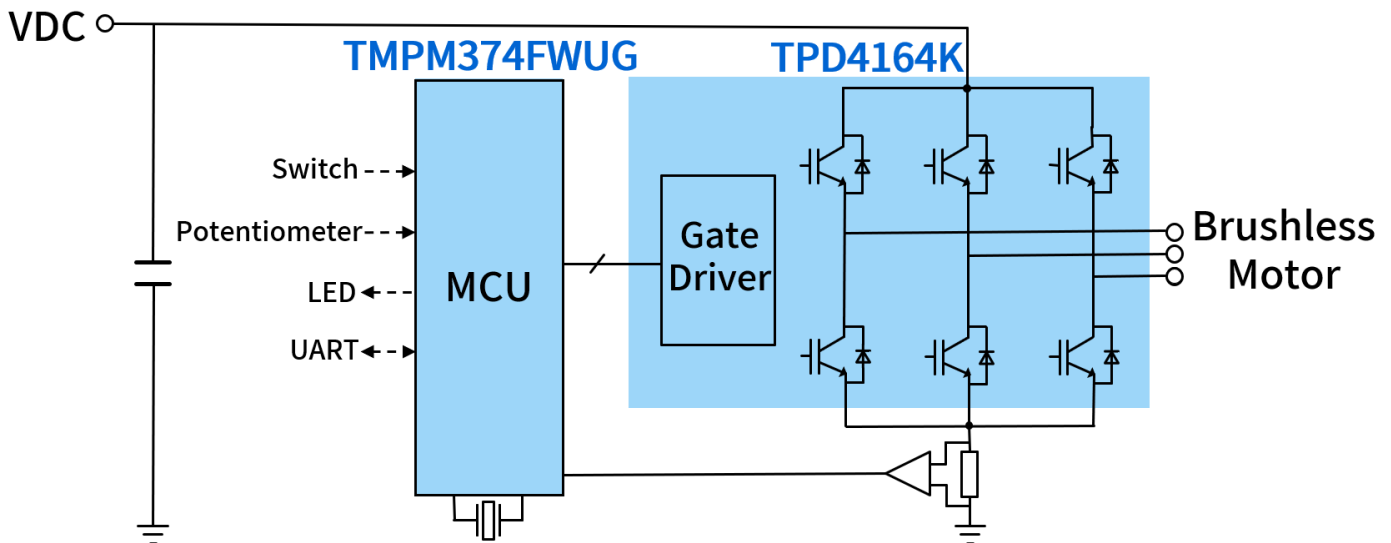 VDC
TMPM374FWUG
TPD4164K
Switch
Potentiometer
LED
UART
MCU
Gate
Driver
Brushless
Motor